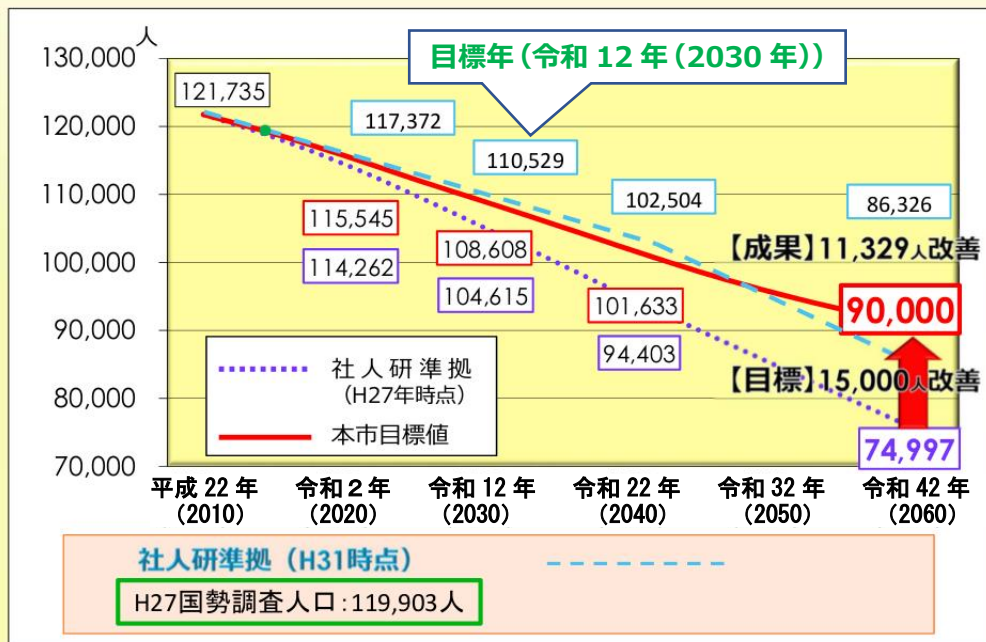 人
130,000
120,000
110,000
100,000
90,000
80,000
70,000
目標年(令和 12 年(2030 年))
121,735
117,372
110,529
102,504
86,326
115,545
114,262
108,608
104,615
101,633
94,403
【成果】11,329人改善
90,000
【目標】15,000人改善
74,997
社人研準拠
(H27年時点)
本市目標値
平成 22 年 令和 2 年 令和 12 年 令和 22 年 令和 32 年 令和 42 年
(2010) (2020) (2030) (2040) (2050) (2060)
社人研準拠(H31時点)
H27国勢調査人口:119,903人